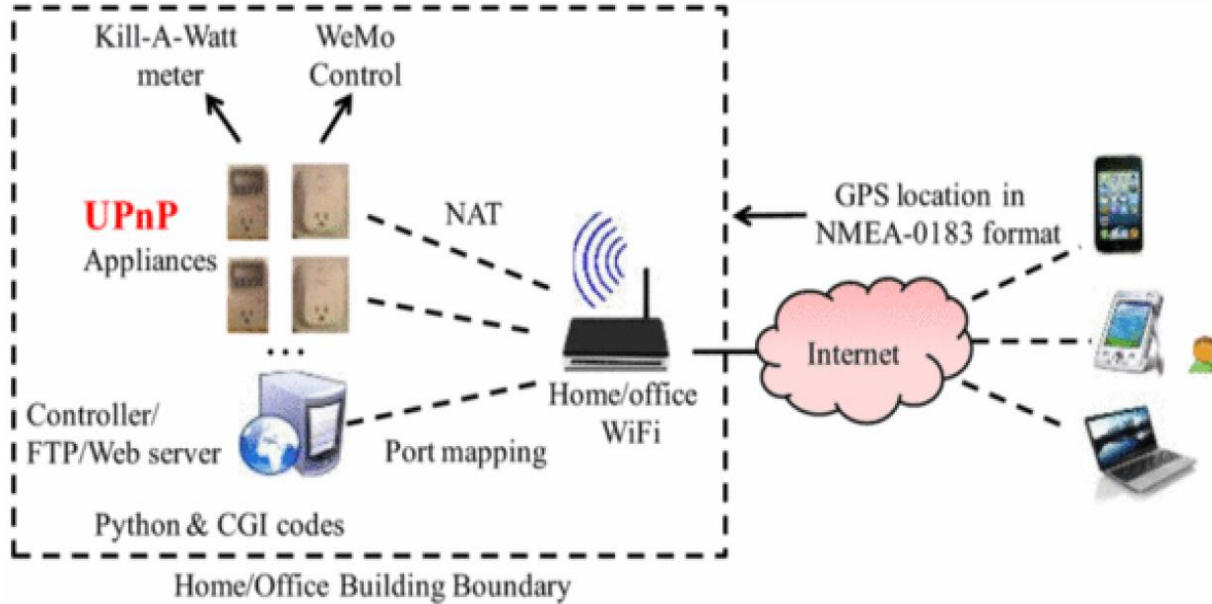 Kill-A-Watt
meter
WeMo
Control
UPnP
Appliances
NAT
GPS location in
NMEA-0183 format
...
Internet
Home/office
WiFi
Controller/
FTP/Web server
Port mapping
Python & CGI codes
Home/Office Building Boundary